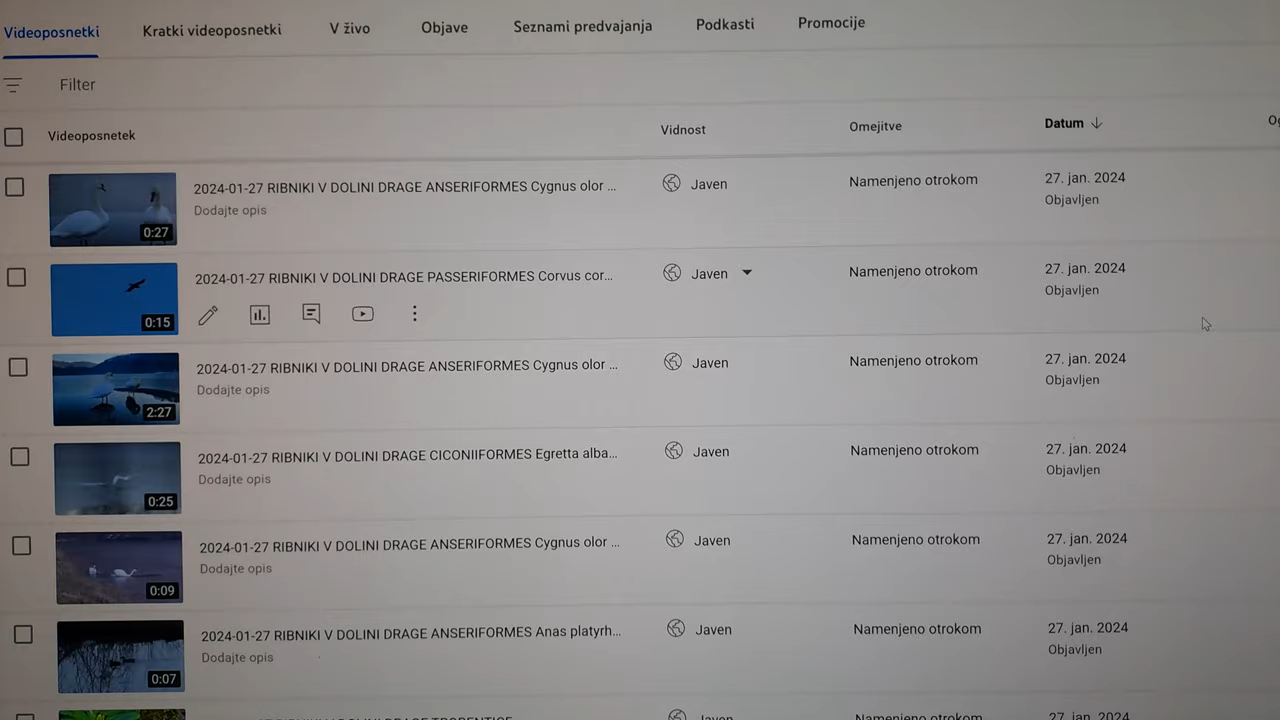 Videoposnetki Kratki videoposnetki V živo Objave Seznami predvajanja Podkasti Promocije
Filter
Videoposnetek Vidnost Omejitve Datum
2024-01-27 RIBNIKI V DOLINI DRAGE ANSERIFORMES Cygnus olor ... Javen Namenjeno otrokom 27. jan. 2024
Dodajte opis Objavljen
0:27
2024-01-27 RIBNIKI V DOLINI DRAGE PASSERIFORMES Corvus cor... Javen Namenjeno otrokom 27. jan. 2024
Objavljen
0:15
2024-01-27 RIBNIKI V DOLINI DRAGE ANSERIFORMES Cygnus olor ... Javen Namenjeno otrokom 27. jan. 2024
Dodajte opis Objavljen
2:27
2024-01-27 RIBNIKI V DOLINI DRAGE CICONIIFORMES Egretta alba... Javen Namenjeno otrokom 27. jan. 2024
Dodajte opis Objavljen
0:25
2024-01-27 RIBNIKI V DOLINI DRAGE ANSERIFORMES Cygnus olor ... Javen Namenjeno otrokom 27. jan. 2024
Dodajte opis Objavljen
0:09
2024-01-27 RIBNIKI V DOLINI DRAGE ANSERIFORMES Anas platyrh... Javen Namenjeno otrokom 27. jan. 2024
Dodajte opis Objavljen
0:07
Javen Namenjeno otrokom 27. jan. 2024